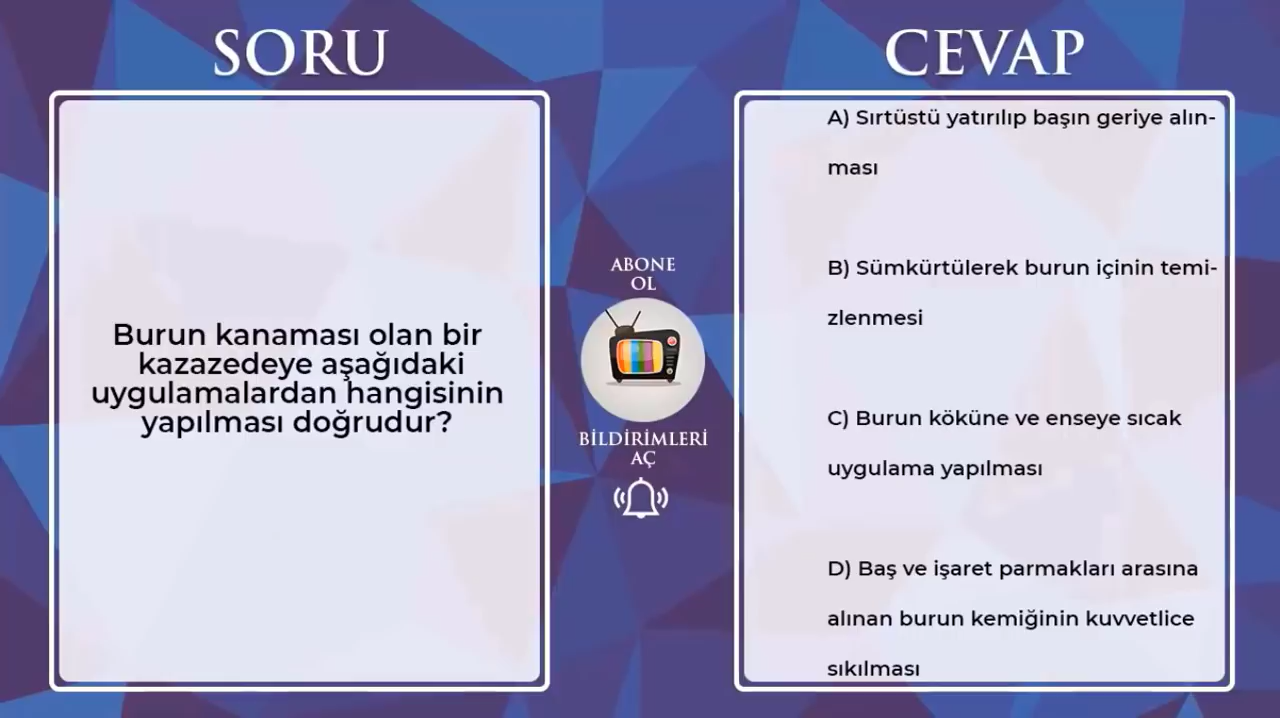 SORU
Burun kanaması olan bir
kazazedeye aşağıdaki
uygulamalardan hangisinin
yapılması doğrudur?
ABONE
OL
BİLDİRİMLERİ
AÇ
CEVAP
A) Sırtüstü yatırılıp başın geriye alın-
ması
B) Sümkürtülerek burun içinin temi-
zlenmesi
C) Burun köküne ve enseye sıcak
uygulama yapılması
D) Baş ve işaret parmakları arasına
alınan burun kemiğinin kuvvetlice
sıkılması